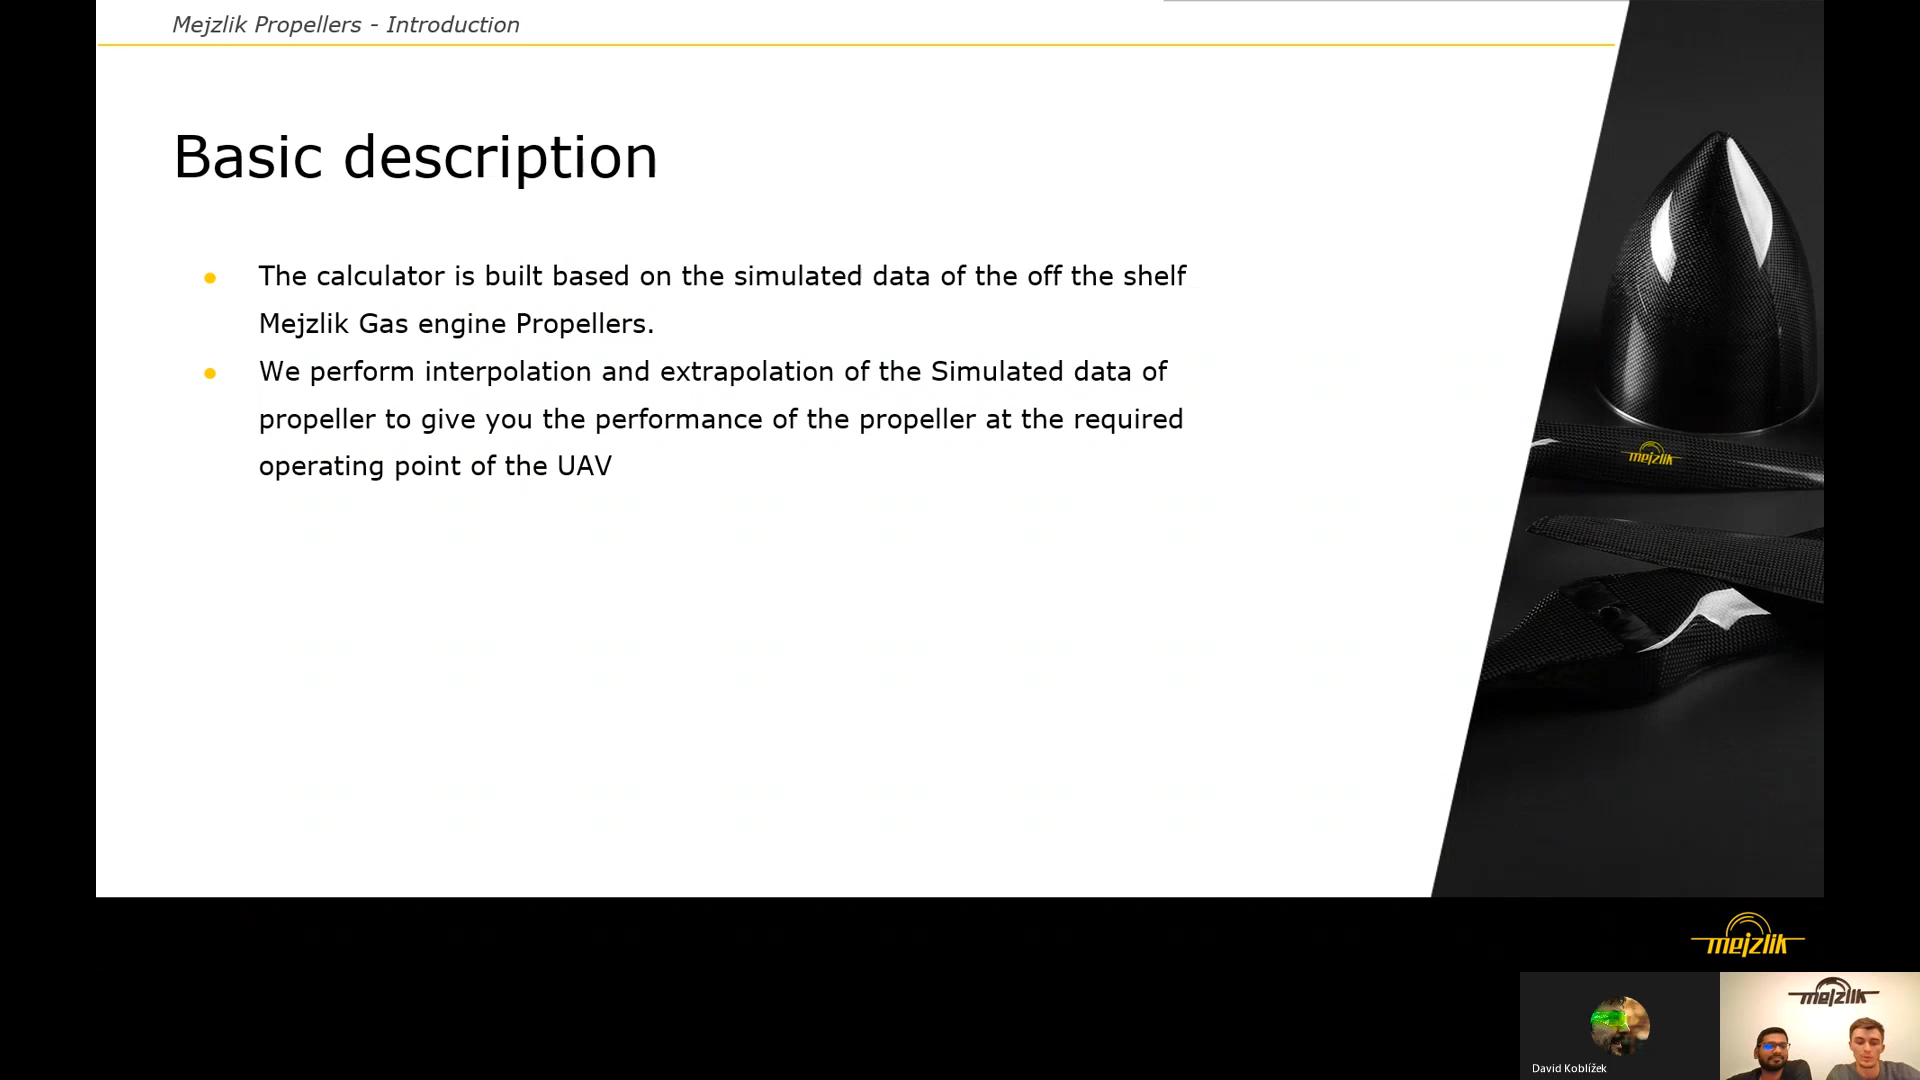 Mejzlik Propellers - Introduction
Basic description
The calculator is built based on the simulated data of the off the shelf
Mejzlik Gas engine Propellers.
We perform interpolation and extrapolation of the Simulated data of
propeller to give you the performance of the propeller at the required
operating point of the UAV
mejzlik
mejzlik
mejzlik
David Koblížek